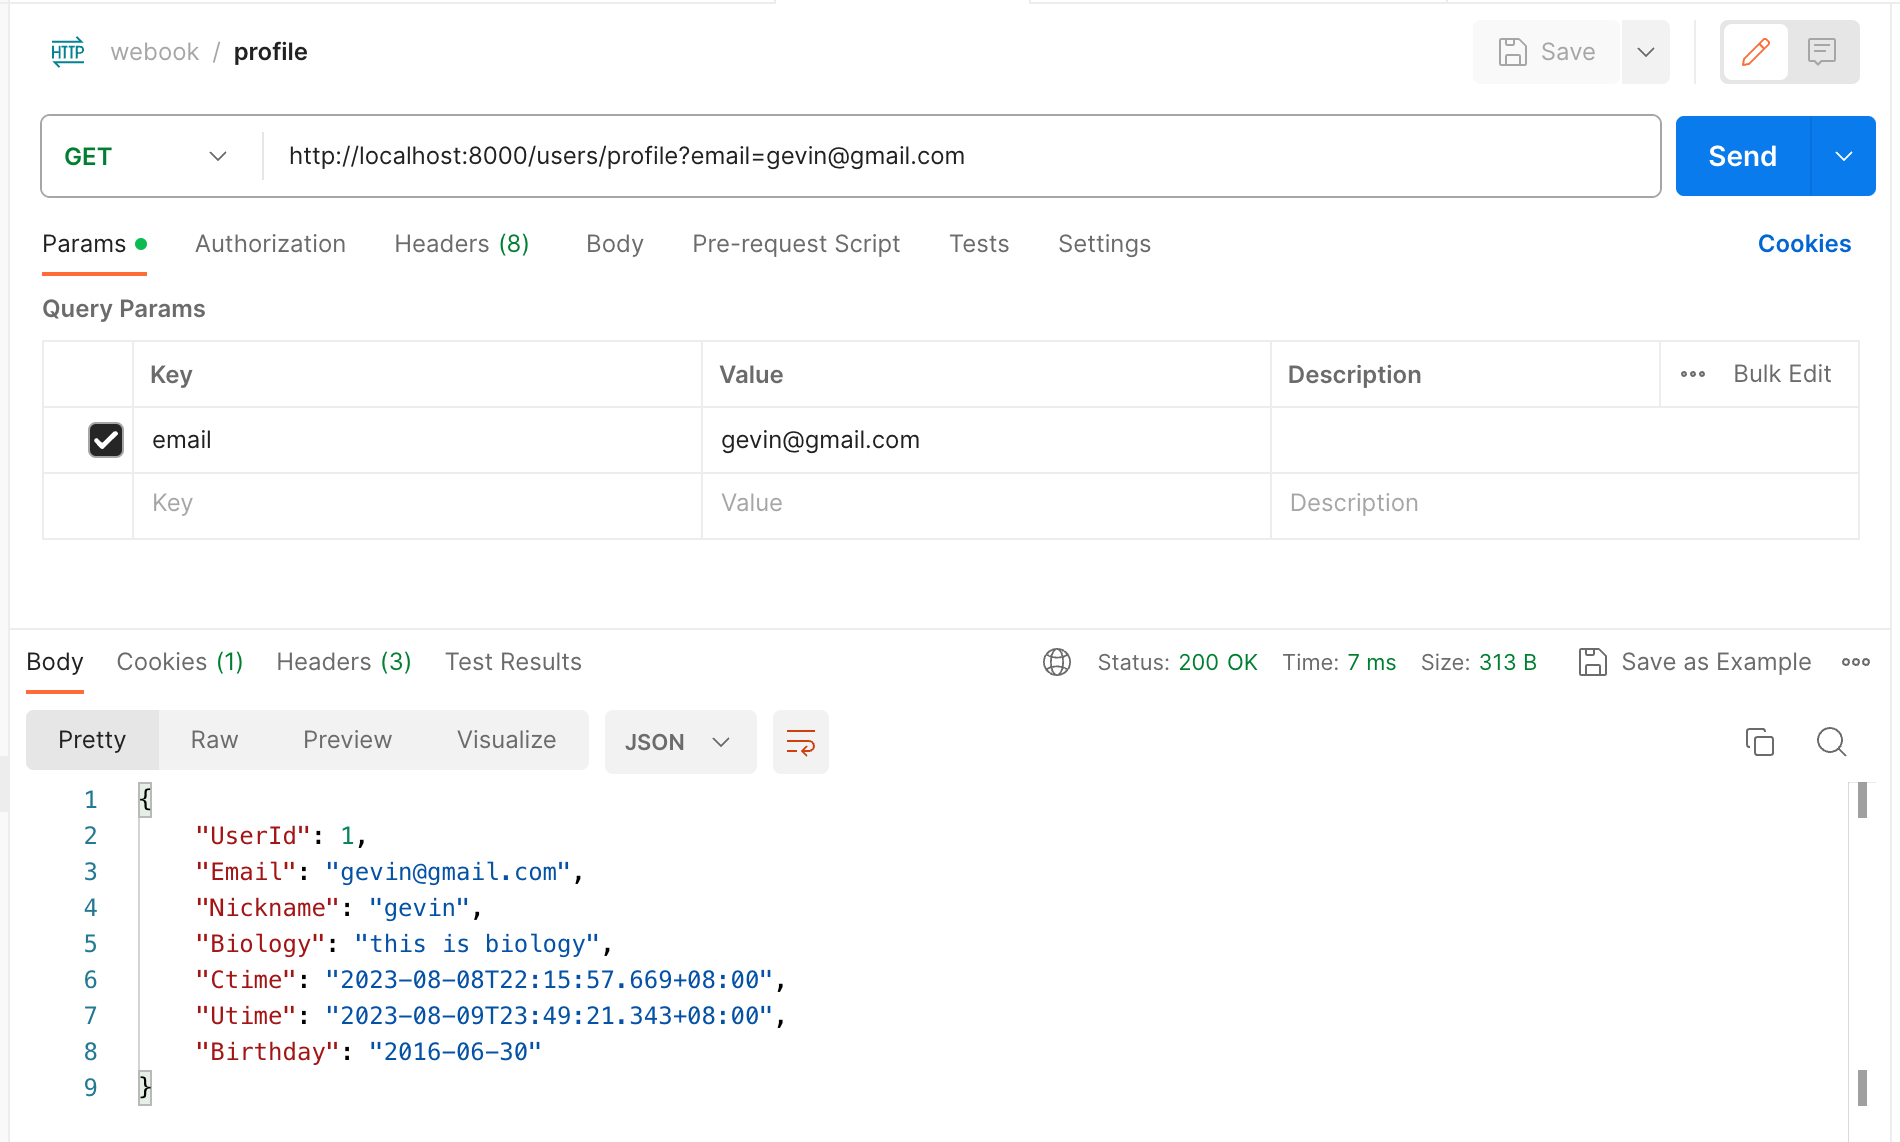 HTTP webook / profile Save
GET http://localhost:8000/users/profile?email=gevin@gmail.com Send
Params Authorization Headers (8) Body Pre-request Script Tests Settings Cookies
Query Params
Key Value Description Bulk Edit
email gevin@gmail.com
Key Value Description
Body Cookies (1) Headers (3) Test Results Status: 200 OK Time: 7 ms Size: 313 B Save as Example
Pretty Raw Preview Visualize JSON
1 {
2 "UserId": 1,
3 "Email": "gevin@gmail.com",
4 "Nickname": "gevin",
5 "Biology": "this is biology",
6 "Ctime": "2023-08-08T22:15:57.669+08:00",
7 "Utime": "2023-08-09T23:49:21.343+08:00",
8 "Birthday": "2016-06-30"
9 }